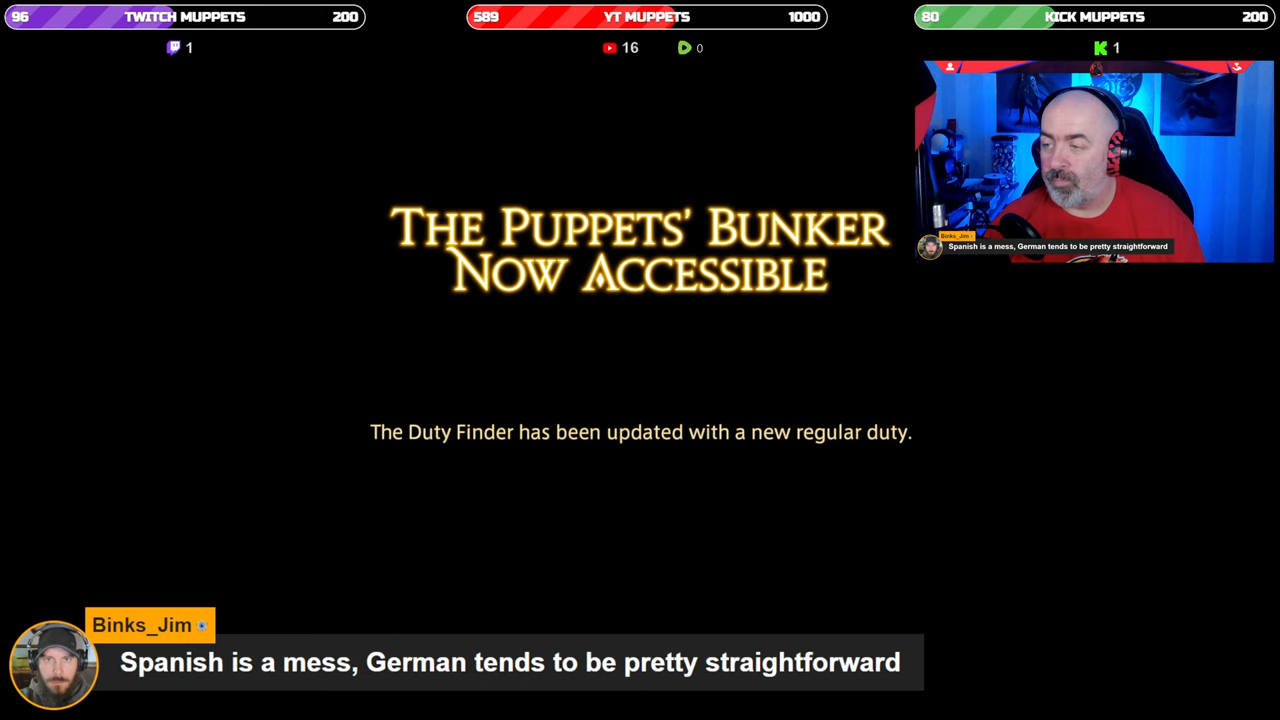 96 TWITCH MUPPETS 200
589 YT MUPPETS 1000
80 KICK MUPPETS 200
1
16
0
1
THE PUPPETS' BUNKER
NOW ACCESSIBLE
Binks_Jim
Spanish is a mess, German tends to be pretty straightforward
The Duty Finder has been updated with a new regular duty.
Binks_Jim
Spanish is a mess, German tends to be pretty straightforward